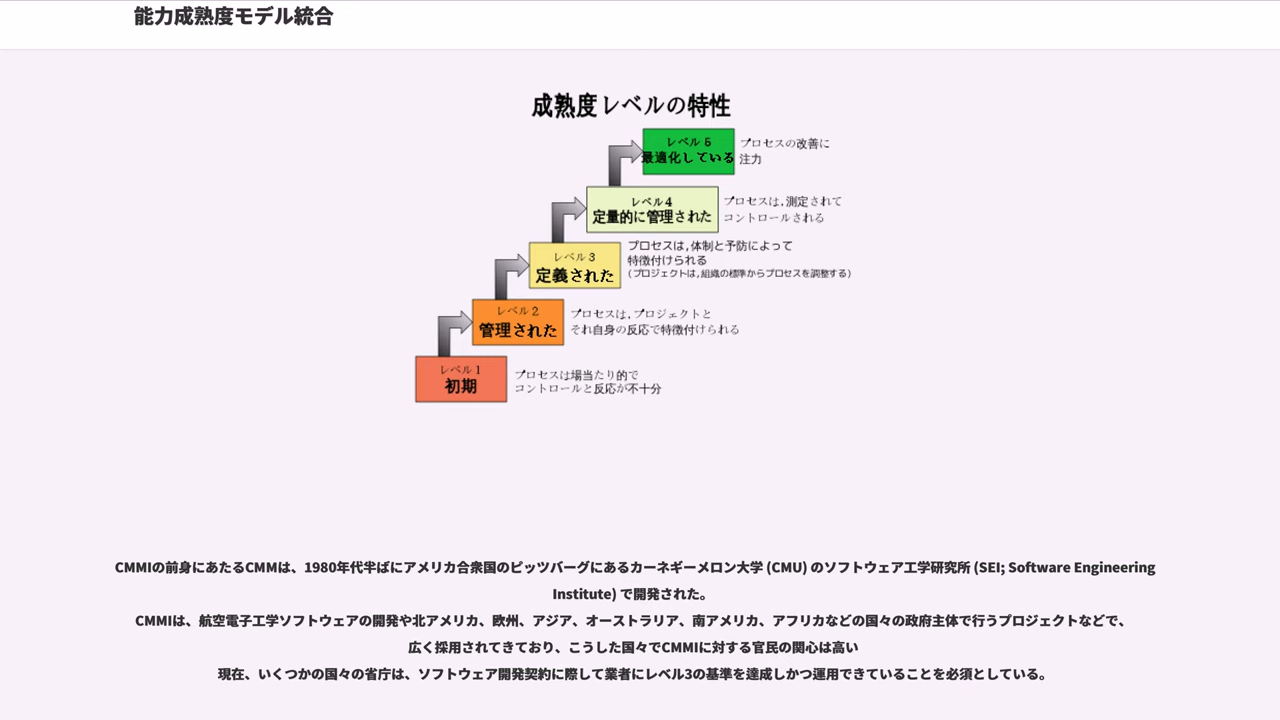 能力成熟度モデル統合
成熟度レベルの特性
レベル 5
最適化している
プロセスの改善に
注力
レベル 4
定量的に管理された
プロセスは,測定されて
コントロールされる
レベル 3
定義された
プロセスは,体制と予防によって
特徴付けられる
(プロジェクトは,組織の標準からプロセスを調整する)
レベル 2
管理された
プロセスは,プロジェクトと
それ自身の反応で特徴付けられる
レベル 1
初期
プロセスは場当たり的で
コントロールと反応が不十分
CMMIの前身にあたるCMMは、1980年代半ばにアメリカ合衆国のピッツバーグにあるカーネギーメロン大学 (CMU) のソフトウェア工学研究所 (SEI; Software Engineering
Institute) で開発された。
CMMIは、航空電子工学ソフトウェアの開発や北アメリカ、欧州、アジア、オーストラリア、南アメリカ、アフリカなどの国々の政府主体で行うプロジェクトなどで、
広く採用されてきており、こうした国々でCMMIに対する官民の関心は高い
現在、いくつかの国々の省庁は、ソフトウェア開発契約に際して業者にレベル3の基準を達成しかつ運用できていることを必須としている。